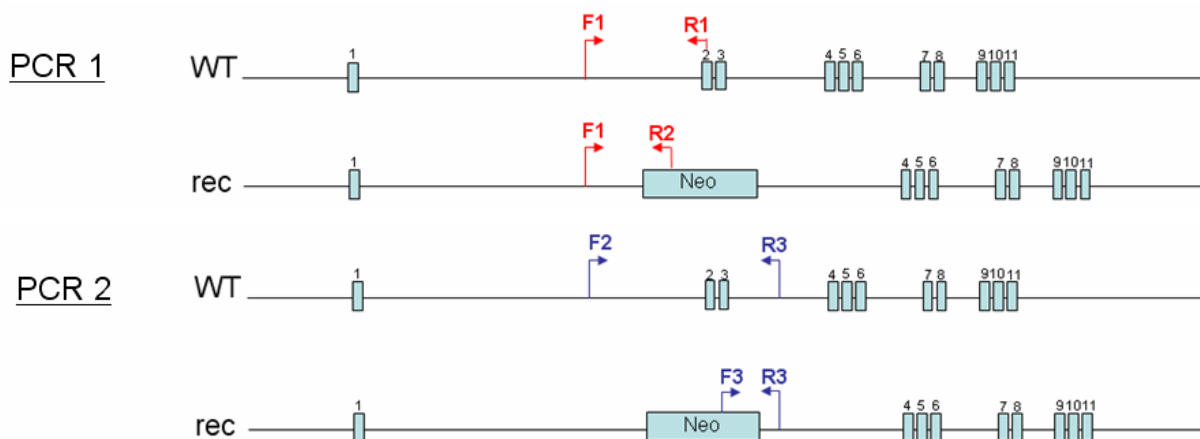 F1 R1
PCR 1 WT 1 2 3 4 5 6 7 8 9 10 11
F1 R2
rec 1 Neo 4 5 6 7 8 9 10 11
F2 R3
PCR 2 WT 1 2 3 4 5 6 7 8 9 10 11
F3 R3
rec 1 Neo 4 5 6 7 8 9 10 11